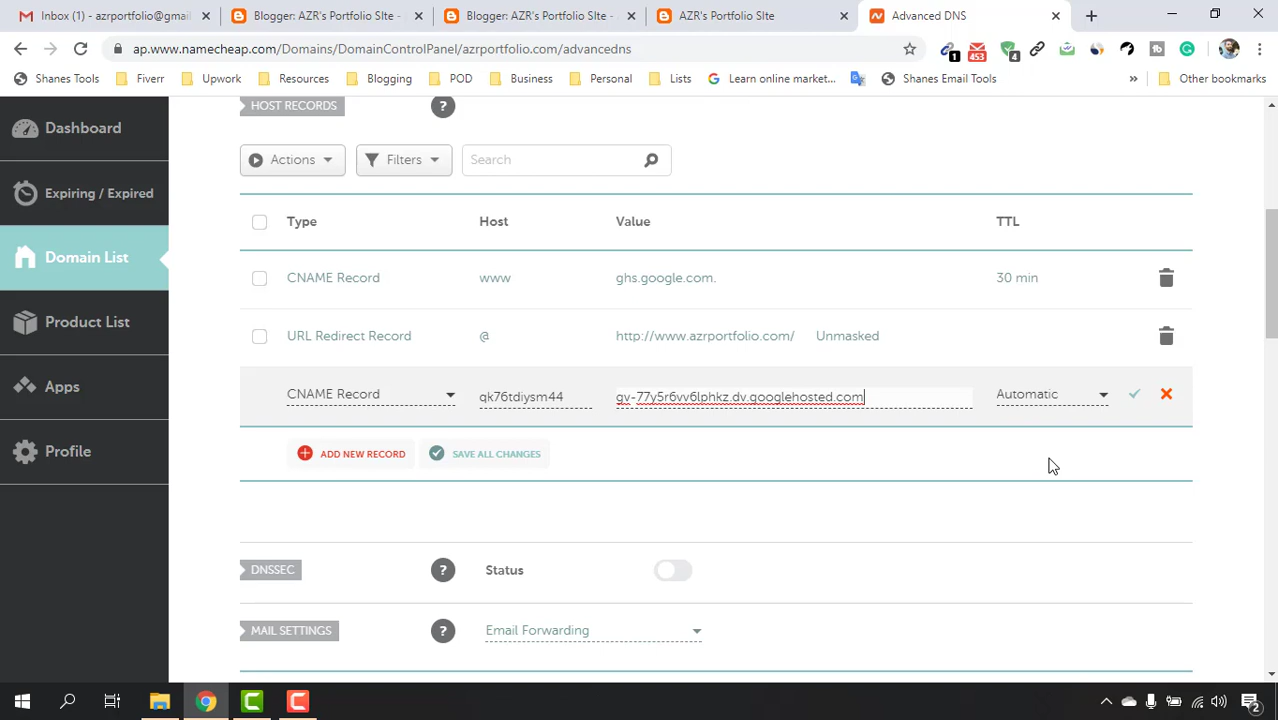 Inbox (1) - azrportfolio@gmai
Blogger: AZR's Portfolio SIte -
Blogger: AZR's Portfolio SIte -
AZR's Portfolio SIte
Advanced DNS
ap.www.namecheap.com/Domains/DomainControlPanel/azrportfolio.com/advancedns
1
453
4
Shanes Tools
Fiverr
Upwork
Resources
Blogging
POD
Business
Personal
Lists
Learn online market...
Shanes Email Tools
»
Other bookmarks
Dashboard
Expiring / Expired
Domain List
Product List
Apps
Profile
HOST RECORDS
?
Actions
Filters
Search
Type
Host
Value
TTL
CNAME Record
www
ghs.google.com.
30 min
URL Redirect Record
@
http://www.azrportfolio.com/
Unmasked
CNAME Record
qk76tdiysm44
gv-77y5r6vv6lphkz.dv.googlehosted.com
Automatic
ADD NEW RECORD
SAVE ALL CHANGES
DNSSEC
?
Status
MAIL SETTINGS
?
Email Forwarding
2